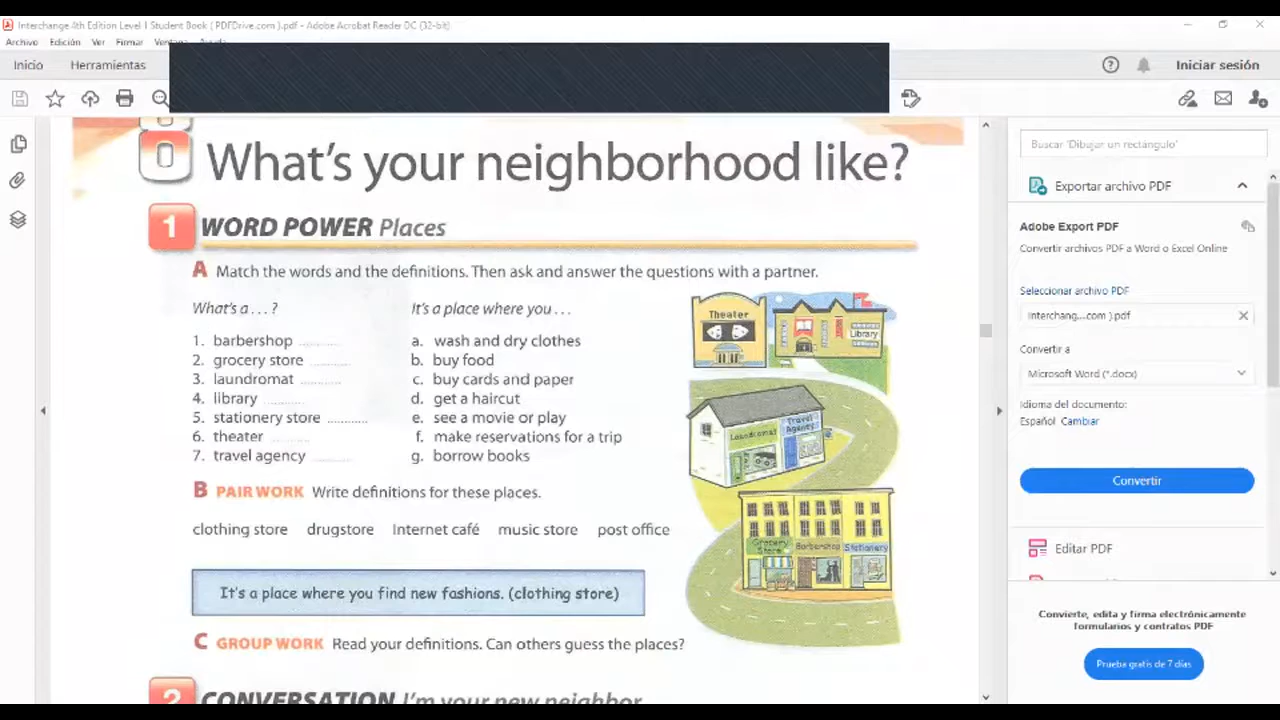 Interchange 4th Edition Level 1 Student Book ( PDFDrive.com ).pdf - Adobe Acrobat Reader DC (32-bit)
Archivo Edición Ver Firmar Ventana Ayuda
Inicio Herramientas
Iniciar sesión
8
What's your neighborhood like?
1 WORD POWER Places
A Match the words and the definitions. Then ask and answer the questions with a partner.
What's a . . . ? It's a place where you . . .
1. barbershop ............ a. wash and dry clothes
2. grocery store ............ b. buy food
3. laundromat ............ c. buy cards and paper
4. library ............ d. get a haircut
5. stationery store ............ e. see a movie or play
6. theater ............ f. make reservations for a trip
7. travel agency ............ g. borrow books
Theater
Library
Laundromat
Travel
Agency
Grocery
Store
Barbershop
Stationery
B PAIR WORK Write definitions for these places.
clothing store drugstore Internet café music store post office
It's a place where you find new fashions. (clothing store)
C GROUP WORK Read your definitions. Can others guess the places?
2 CONVERSATION I'm your new neighbor.
Buscar 'Dibujar un rectángulo'
Exportar archivo PDF
Adobe Export PDF
Convertir archivos PDF a Word o Excel Online
Seleccionar archivo PDF
Interchang,...com ).pdf
Convertir a
Microsoft Word (*.docx)
Idioma del documento:
Español Cambiar
Convertir
Editar PDF
Convierte, edita y firma electrónicamente
formularios y contratos PDF
Prueba gratis de 7 días